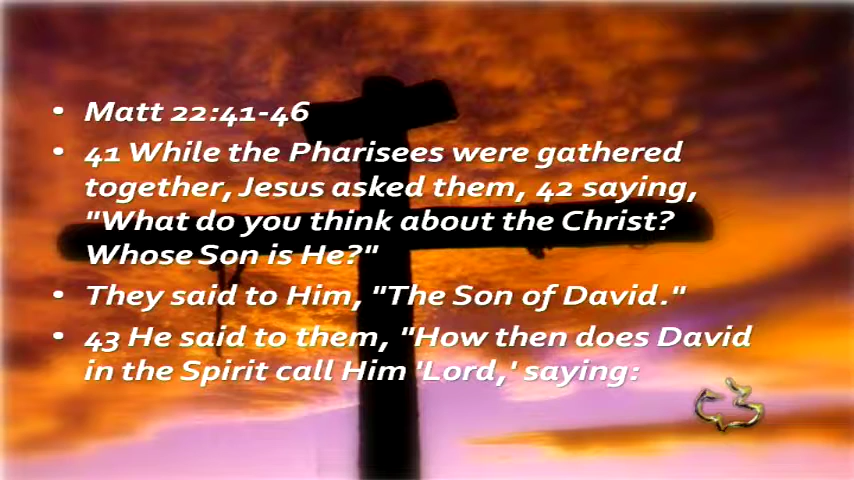 • Matt 22:41-46
• 41 While the Pharisees were gathered
together, Jesus asked them, 42 saying,
"What do you think about the Christ?
Whose Son is He?"
• They said to Him, "The Son of David."
• 43 He said to them, "How then does David
in the Spirit call Him 'Lord,' saying: